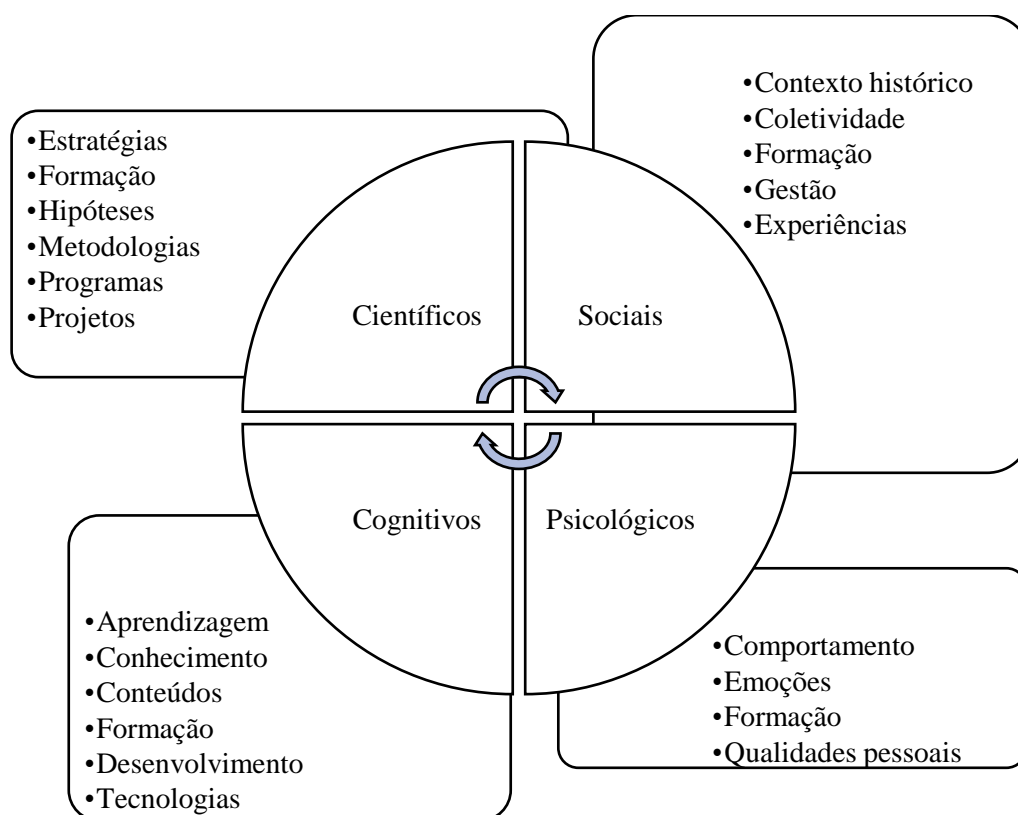 •Estratégias
•Formação
•Hipóteses
•Metodologias
•Programas
•Projetos
•Contexto histórico
•Coletividade
•Formação
•Gestão
•Experiências
Científicos
Sociais
Cognitivos
Psicológicos
•Aprendizagem
•Conhecimento
•Conteúdos
•Formação
•Desenvolvimento
•Tecnologias
•Comportamento
•Emoções
•Formação
•Qualidades pessoais